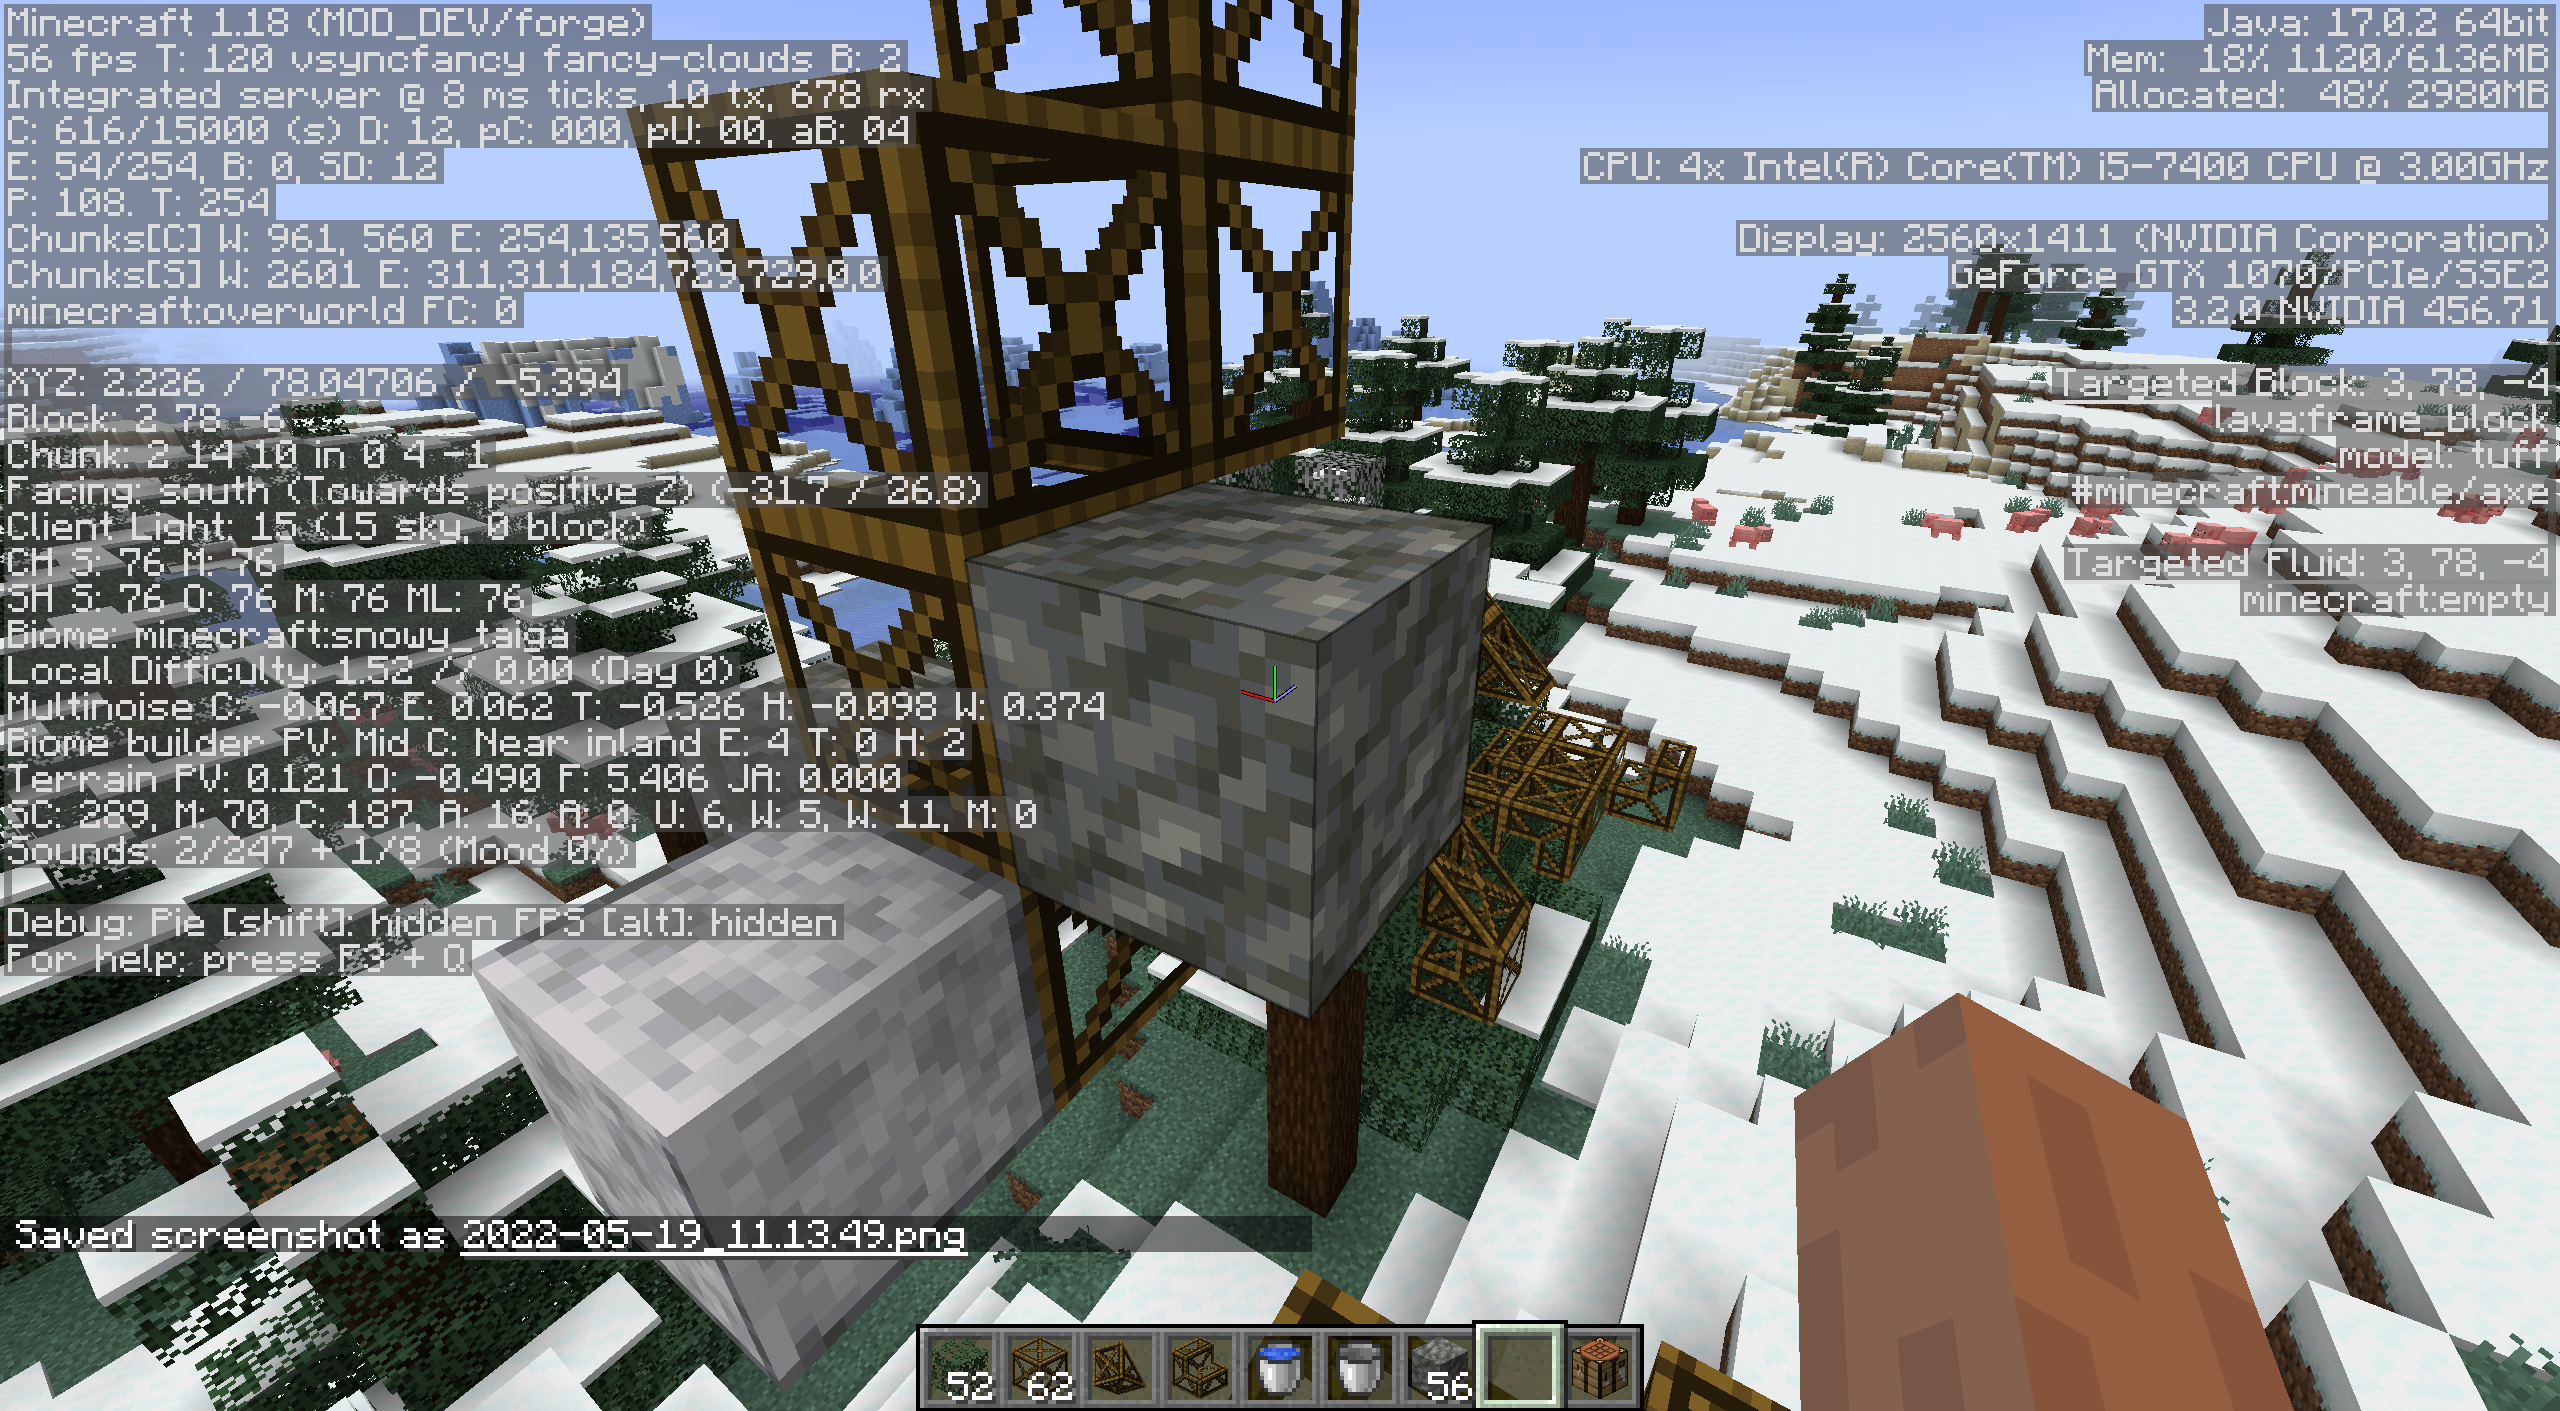 Minecraft 1.18 (MOD_DEV/forge)
56 fps T: 120 vsyncfancy fancy-clouds B: 2
Integrated server @ 8 ms ticks, 10 tx, 678 rx
C: 616/15000 (s) D: 12, pC: 000, pU: 00, aB: 04
E: 54/254, B: 0, SD: 12
P: 108. T: 254
Chunks[C] W: 961, 560 E: 254,135,560
Chunks[S] W: 2601 E: 311,311,184,729,729,0,0
minecraft:overworld FC: 0
XYZ: 2.226 / 78.04706 / -5.394
Block: 2 78 -6
Chunk: 2 14 10 in 0 4 -1
Facing: south (Towards positive Z) (-31.7 / 26.8)
Client Light: 15 (15 sky, 0 block)
CH S: 76 M: 76
SH S: 76 O: 76 M: 76 ML: 76
Biome: minecraft:snowy_taiga
Local Difficulty: 1.52 // 0.00 (Day 0)
Multinoise C: -0.067 E: 0.062 T: -0.526 H: -0.098 W: 0.374
Biome builder PV: Mid C: Near inland E: 4 T: 0 H: 2
Terrain PV: 0.121 O: -0.490 F: 5.406 JA: 0.000
SC: 289, M: 70, C: 187, A: 16, A: 0, U: 6, W: 5, W: 11, M: 0
Sounds: 2/247 + 1/8 (Mood 0%)
Debug: Pie [shift]: hidden FPS [alt]: hidden
For help: press F3 + Q
Java: 17.0.2 64bit
Mem: 18% 1120/6136MB
Allocated: 48% 2980MB
CPU: 4x Intel(R) Core(TM) i5-7400 CPU @ 3.00GHz
Display: 2560x1411 (NVIDIA Corporation)
GeForce GTX 1070/PCIe/SSE2
3.2.0 NVIDIA 456.71
Targeted Block: 3, 78, -4
lava:frame_block
model: tuff
#minecraft:mineable/axe
Targeted Fluid: 3, 78, -4
minecraft:empty
Saved screenshot as 2022-05-19_11.13.49.png
52
62
56